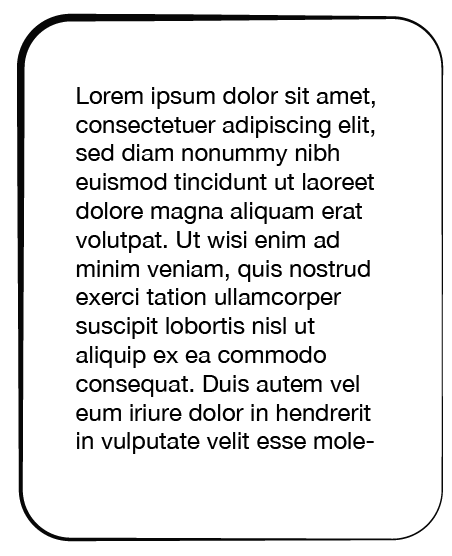 Lorem ipsum dolor sit amet,
consectetuer adipiscing elit,
sed diam nonummy nibh
euismod tincidunt ut laoreet
dolore magna aliquam erat
volutpat. Ut wisi enim ad
minim veniam, quis nostrud
exerci tation ullamcorper
suscipit lobortis nisl ut
aliquip ex ea commodo
consequat. Duis autem vel
eum iriure dolor in hendrerit
in vulputate velit esse mole-